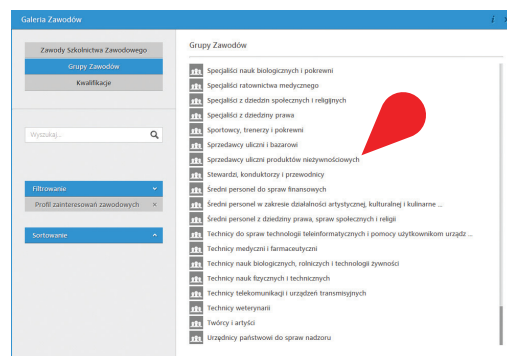 Galeria Zawodów
i
Zawody Szkolnictwa Zawodowego
Grupy Zawodów
Kwalifikacje
Wyszukaj...
Filtrowanie
Profil zainteresowań zawodowych ×
Sortowanie
Grupy Zawodów
Specjaliści nauk biologicznych i pokrewni
Specjaliści ratownictwa medycznego
Specjaliści z dziedzin społecznych i religijnych
Specjaliści z dziedziny prawa
Sportowcy, trenerzy i pokrewni
Sprzedawcy uliczni i bazarowi
Sprzedawcy uliczni produktów nieżywnościowych
Stewardzi, konduktorzy i przewodnicy
Średni personel do spraw finansowych
Średni personel w zakresie działalności artystycznej, kulturalnej i kulinarne ...
Średni personel z dziedziny prawa, spraw społecznych i religii
Technicy do spraw technologii teleinformatycznych i pomocy użytkownikom urządz ...
Technicy medyczni i farmaceutyczni
Technicy nauk biologicznych, rolniczych i technologii żywności
Technicy nauk fizycznych i technicznych
Technicy telekomunikacji i urządzeń transmisyjnych
Technicy weterynarii
Twórcy i artyści
Urzędnicy państwowi do spraw nadzoru